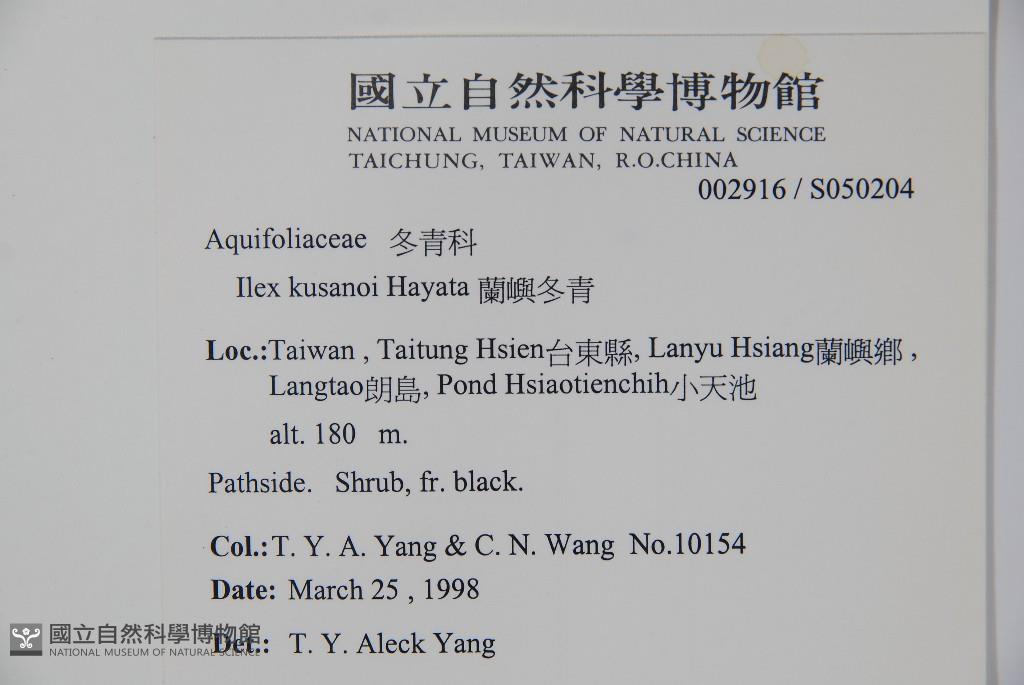 國立自然科學博物館
NATIONAL MUSEUM OF NATURAL SCIENCE
TAICHUNG, TAIWAN, R.O.CHINA
002916 / S050204
Aquifoliaceae 冬青科
Ilex kusanoi Hayata 蘭嶼冬青
Loc.:Taiwan , Taitung Hsien台東縣, Lanyu Hsiang蘭嶼鄉 ,
Langtao朗島, Pond Hsiaotienchih小天池
alt. 180 m.
Pathside. Shrub, fr. black.
Col.:T. Y. A. Yang & C. N. Wang No.10154
Date: March 25 , 1998
Det.: T. Y. Aleck Yang
國立自然科學博物館
NATIONAL MUSEUM OF NATURAL SCIENCE